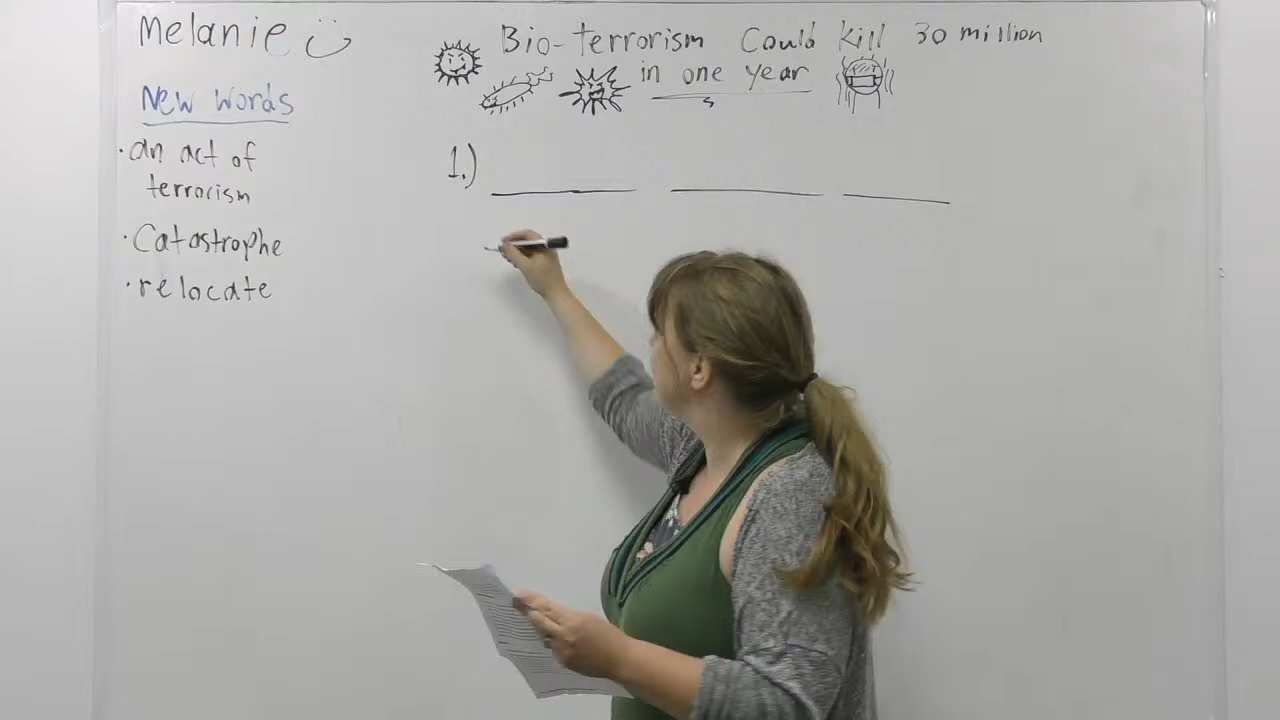 Melanie
Bio-terrorism Could kill 30 million
in one year
New words
• an act of
terrorism
• Catastrophe
• relocate
1.)